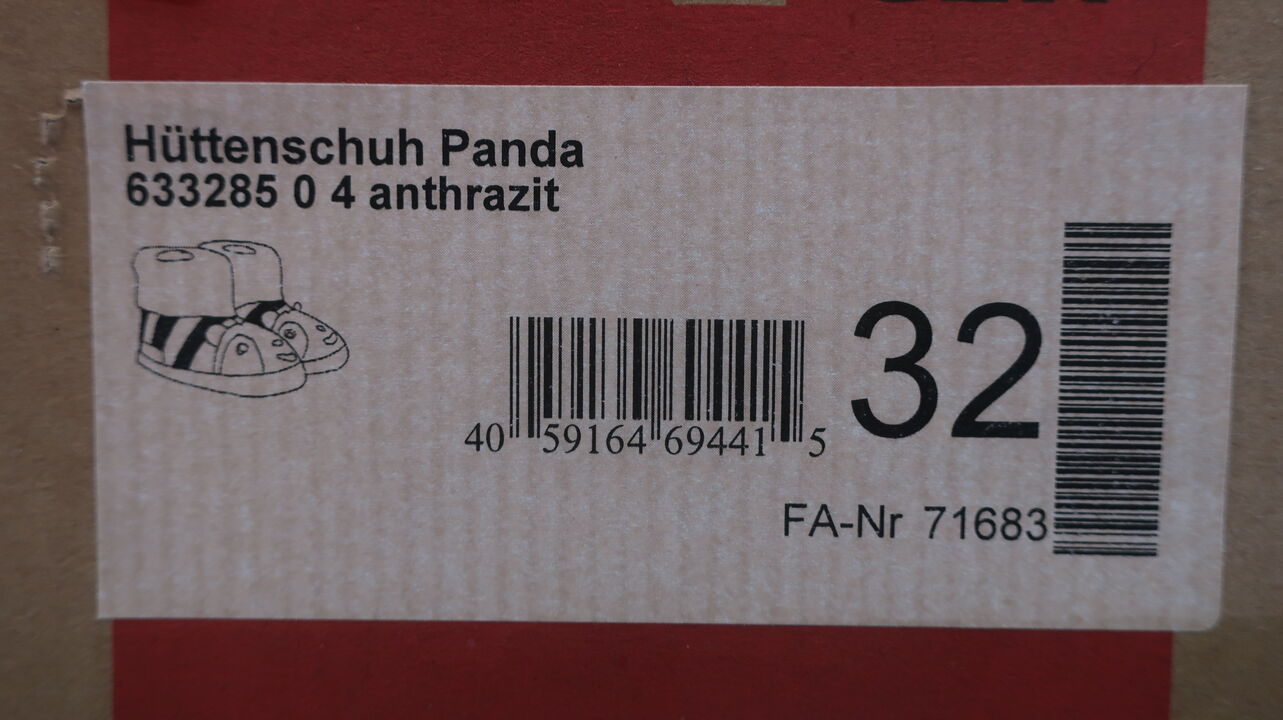 Hüttenschuh Panda
633285 0 4 anthrazit
32
40 59164 69441 5
FA-Nr 71683